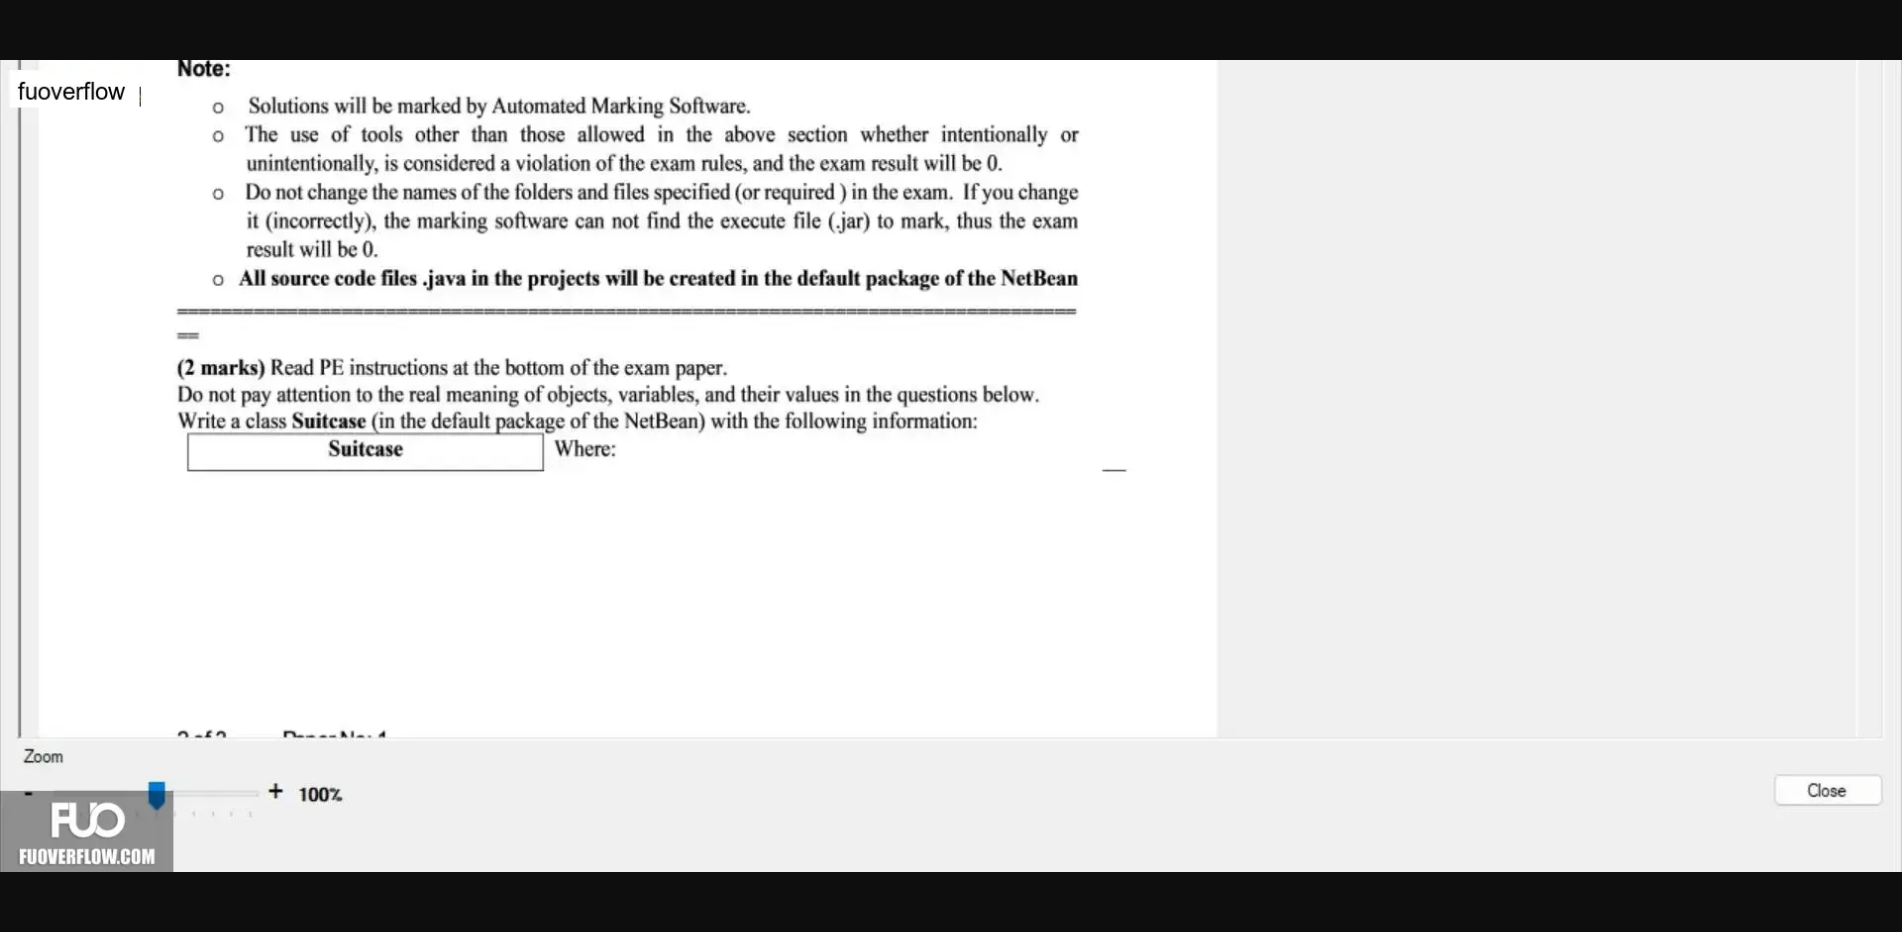 Note:
fuoverflow |
o Solutions will be marked by Automated Marking Software.
o The use of tools other than those allowed in the above section whether intentionally or
unintentionally, is considered a violation of the exam rules, and the exam result will be 0.
o Do not change the names of the folders and files specified (or required ) in the exam. If you change
it (incorrectly), the marking software can not find the execute file (.jar) to mark, thus the exam
result will be 0.
o All source code files .java in the projects will be created in the default package of the NetBean
(2 marks) Read PE instructions at the bottom of the exam paper.
Do not pay attention to the real meaning of objects, variables, and their values in the questions below.
Write a class Suitcase (in the default package of the NetBean) with the following information:
Suitcase Where:
Paper No: 1
Zoom
- + 100%
Close
FUO
FUOVERFLOW.COM